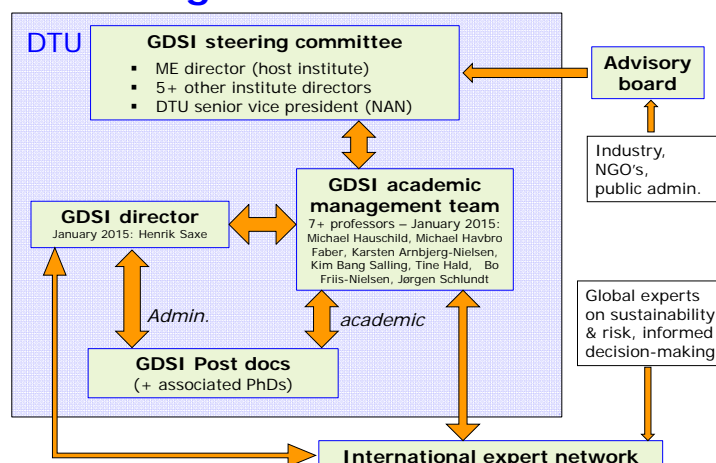 DTU
GDSI steering committee
▪ ME director (host institute)
▪ 5+ other institute directors
▪ DTU senior vice president (NAN)
Advisory
board
Industry,
NGO's,
public admin.
GDSI academic
management team
7+ professors – January 2015:
Michael Hauschild, Michael Havbro
Faber, Karsten Arnbjerg-Nielsen,
Kim Bang Salling, Tine Hald, Bo
Friis-Nielsen, Jørgen Schlundt
GDSI director
January 2015: Henrik Saxe
Admin.
academic
GDSI Post docs
(+ associated PhDs)
Global experts
on sustainability
& risk, informed
decision-making
International expert network